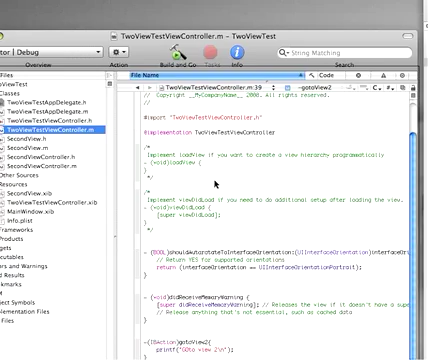 TwoViewTestViewController.m - TwoViewTest
tor | Debug
Build and Go
Tasks
Info
String Matching
Overview
Search
Files
File Name
Code
TwoViewTestViewController.m:39
-gotoView2
wViewTest
Classes
TwoViewTestAppDelegate.h
TwoViewTestAppDelegate.m
TwoViewTestViewController.h
TwoViewTestViewController.m
SecondView.h
SecondView.m
SecondViewController.h
SecondViewController.m
Other Sources
Resources
SecondView.xib
TwoViewTestViewController.xib
MainWindow.xib
Info.plist
meworks
Products
gets
cutables
ors and Warnings
d Results
kmarks
M
oject Symbols
plementation Files
Files
// Copyright __MyCompanyName__ 2008. All rights reserved.
//
#import "TwoViewTestViewController.h"
@implementation TwoViewTestViewController
/*
Implement loadView if you want to create a view hierarchy programmatically
- (void)loadView {
}
*/
/*
Implement viewDidLoad if you need to do additional setup after loading the view.
- (void)viewDidLoad {
[super viewDidLoad];
}
*/
- (BOOL)shouldAutorotateToInterfaceOrientation:(UIInterfaceOrientation)interfaceOri
// Return YES for supported orientations
return (interfaceOrientation == UIInterfaceOrientationPortrait);
}
- (void)didReceiveMemoryWarning {
[super didReceiveMemoryWarning]; // Releases the view if it doesn't have a supe
// Release anything that's not essential, such as cached data
}
-(IBAction)gotoView2{
printf("GOto view 2\n");